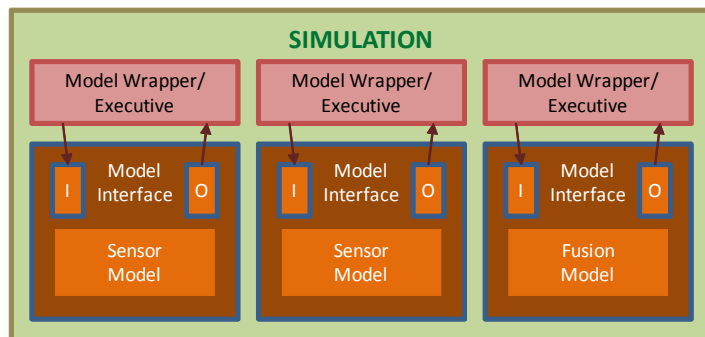 SIMULATION
Model Wrapper/
Executive
Model Wrapper/
Executive
Model Wrapper/
Executive
I
Model
Interface
O
Sensor
Model
I
Model
Interface
O
Sensor
Model
I
Model
Interface
O
Fusion
Model